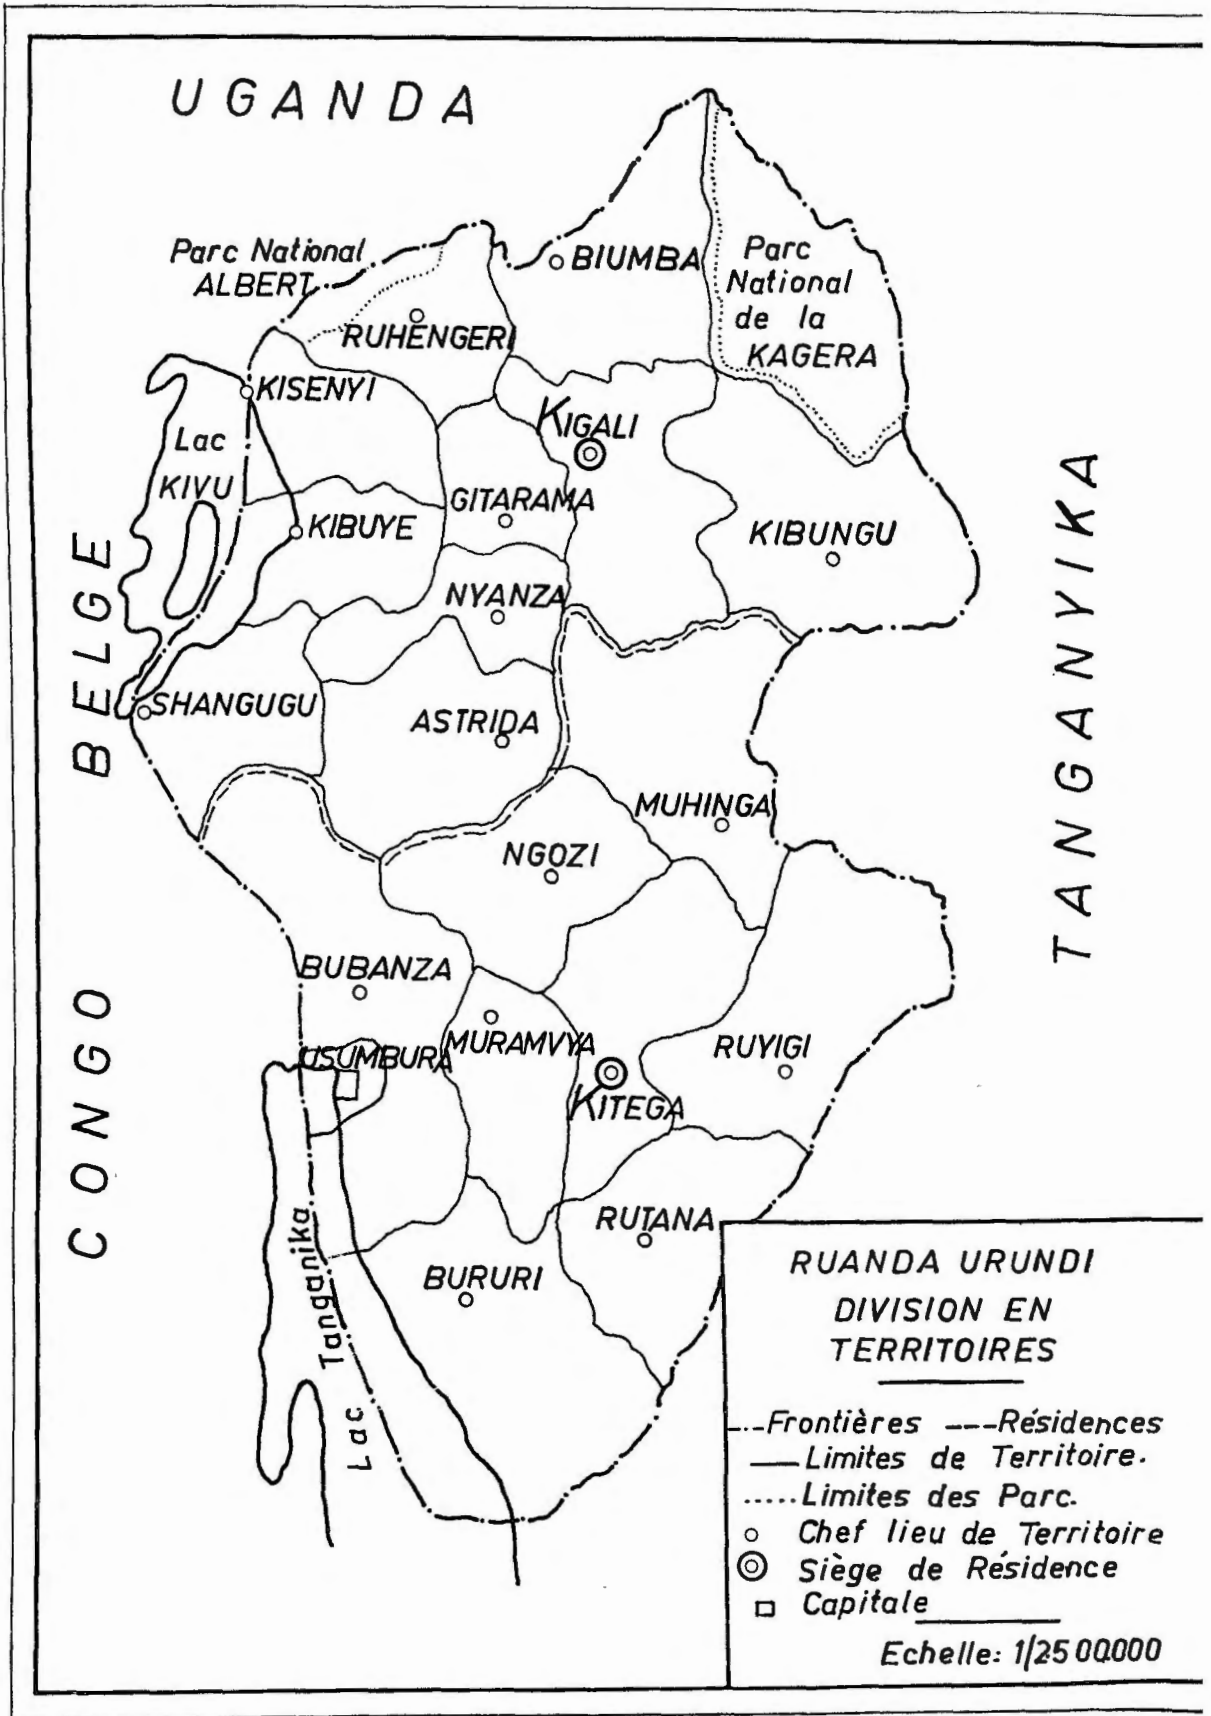 UGANDA
Parc National
ALBERT
BIUMBA
Parc
National
de la
KAGERA
RUHENGERI
KISENYI
KIGALI
Lac
KIVU
GITARAMA
KIBUYE
KIBUNGU
NYANZA
SHANGUGU
ASTRIDA
MUHINGA
NGOZI
BUBANZA
MURAMVYA
USUMBURA
RUYIGI
KITEGA
RUTANA
BURURI
Lac Tanganika
CONGO BELGE
TANGANYIKA
RUANDA URUNDI
DIVISION EN
TERRITOIRES
Frontières Résidences
Limites de Territoire.
Limites des Parc.
Chef lieu de Territoire
Siège de Résidence
Capitale
Echelle: 1/2500.000